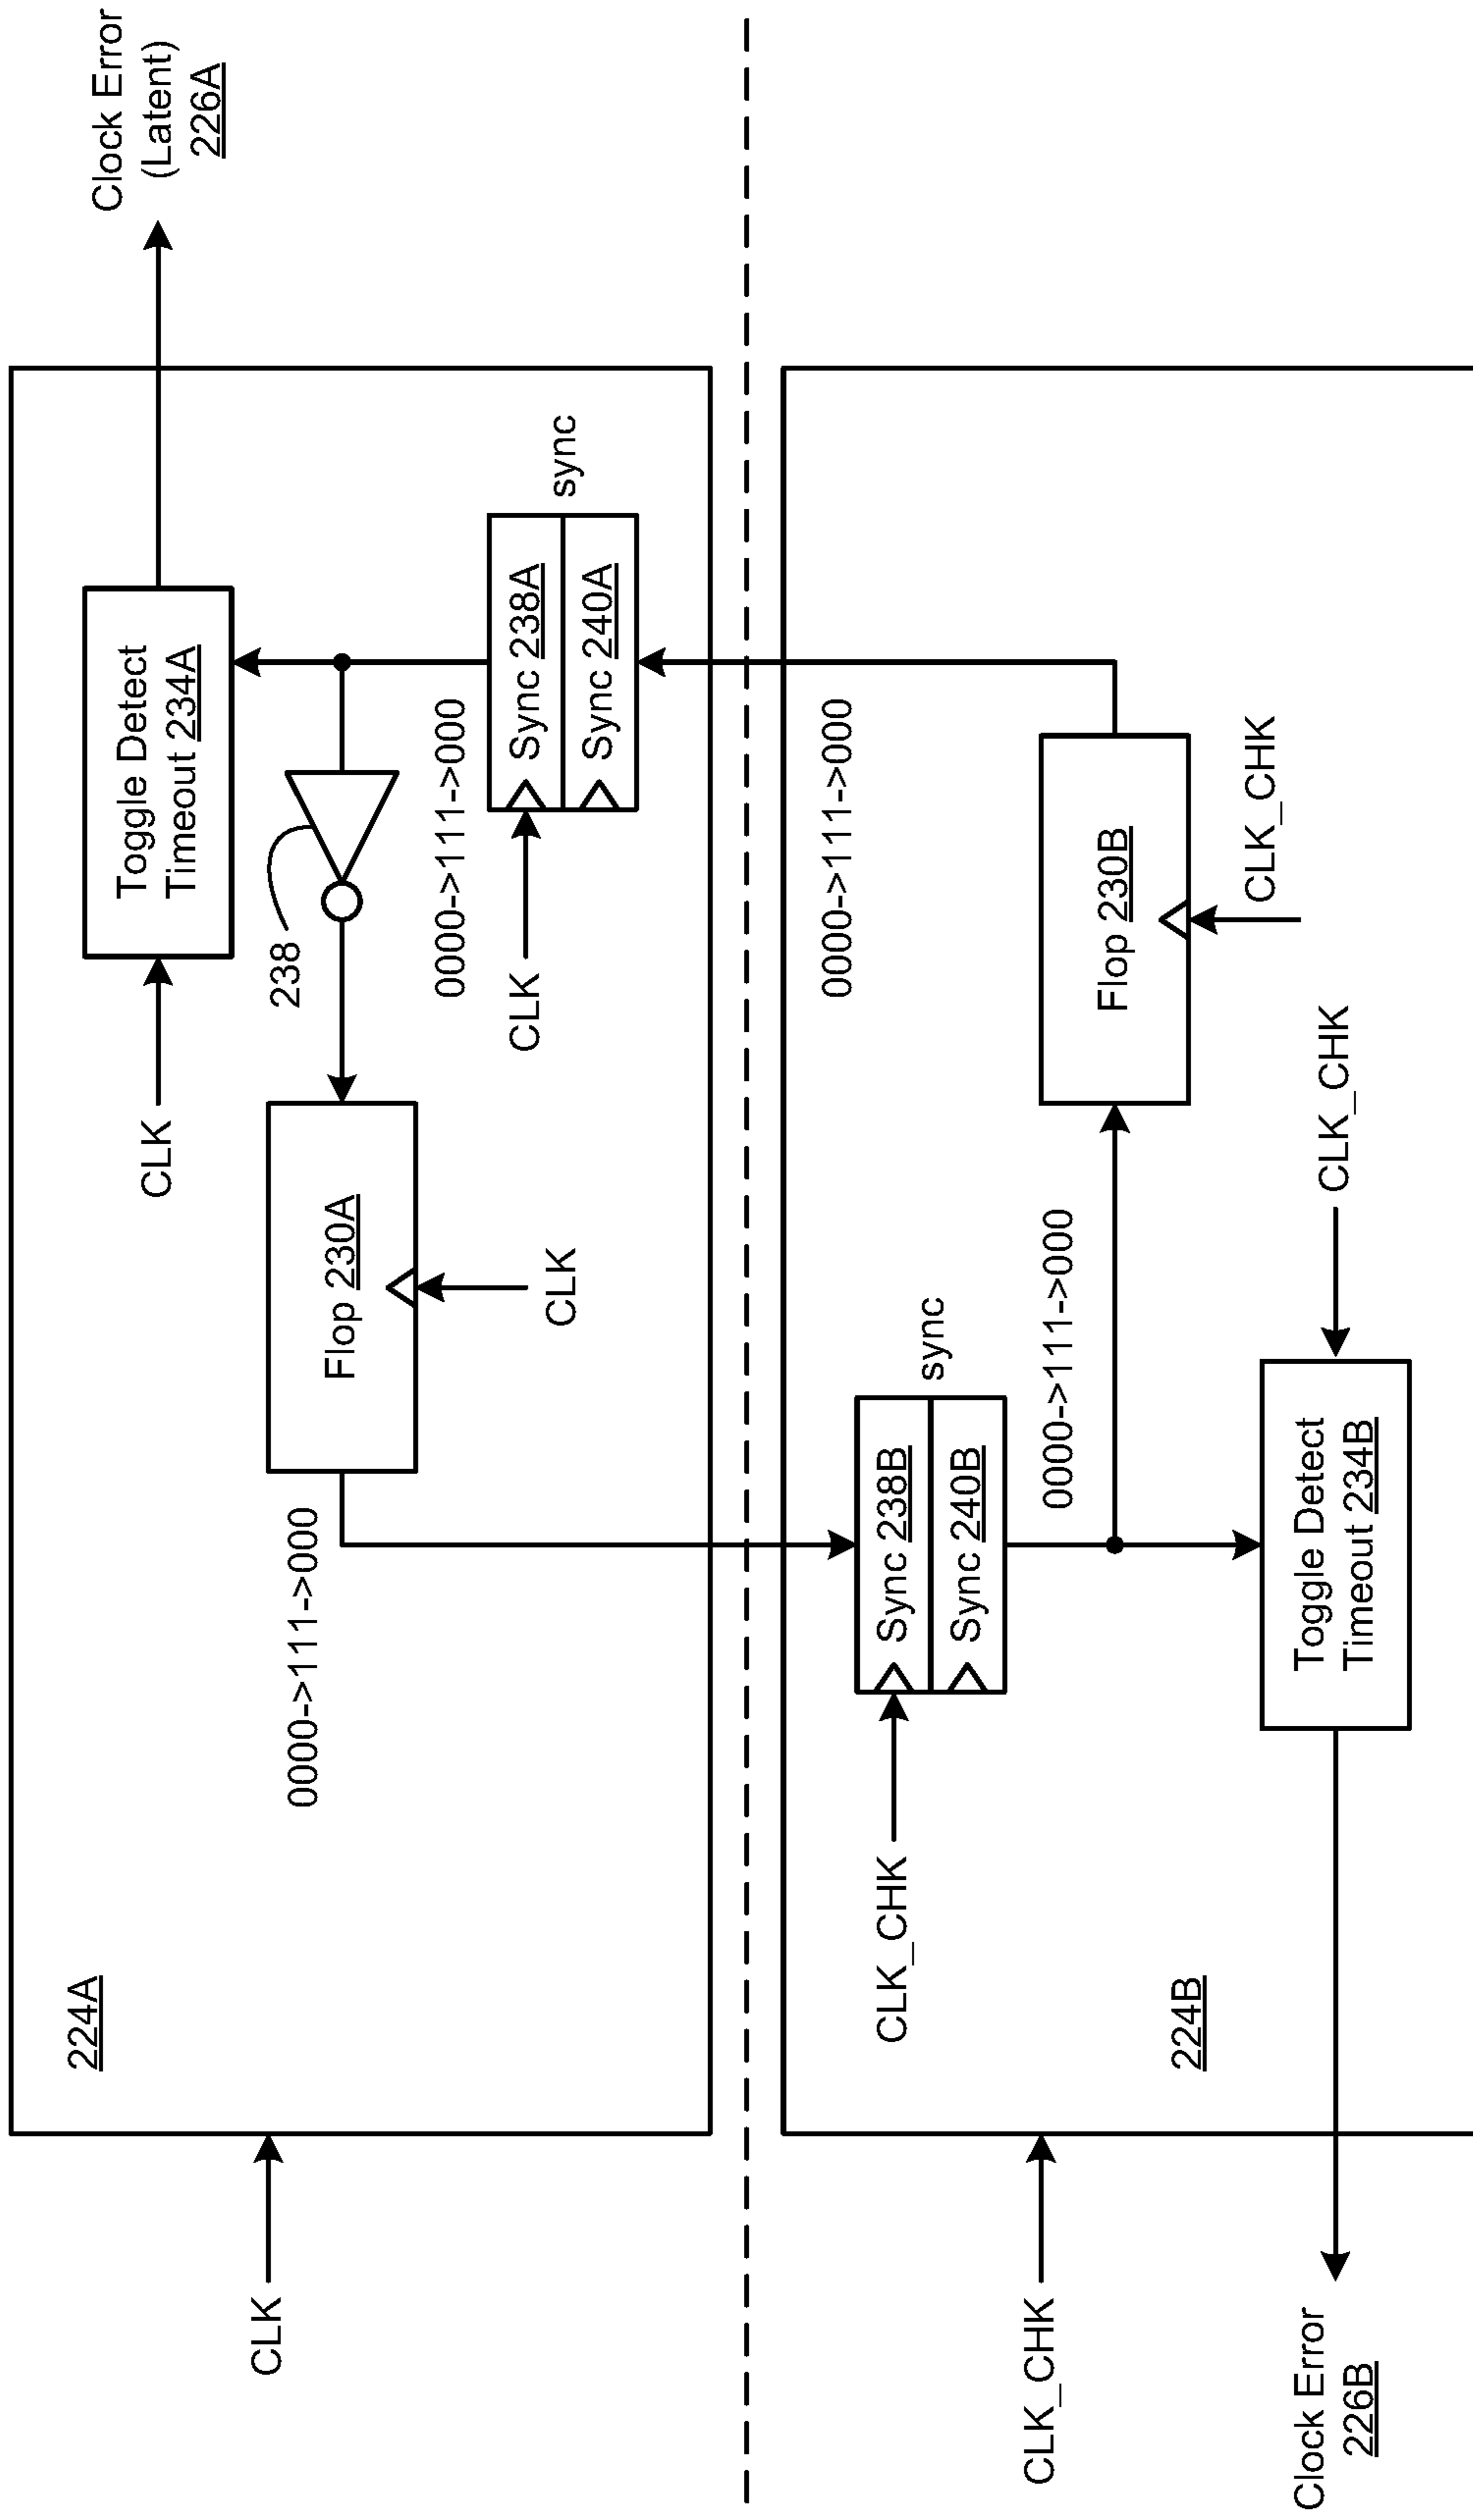 224A
CLK
CLK
Toggle Detect
Timeout 234A
Clock Error
(Latent)
226A
238
Flop 230A
CLK
0000->111->000
0000->111->000
CLK
Sync 238A
Sync 240A
sync
CLK_CHK
224B
CLK_CHK
Sync 238B
Sync 240B
sync
0000->111->000
0000->111->000
Flop 230B
CLK_CHK
CLK_CHK
Toggle Detect
Timeout 234B
Clock Error
226B